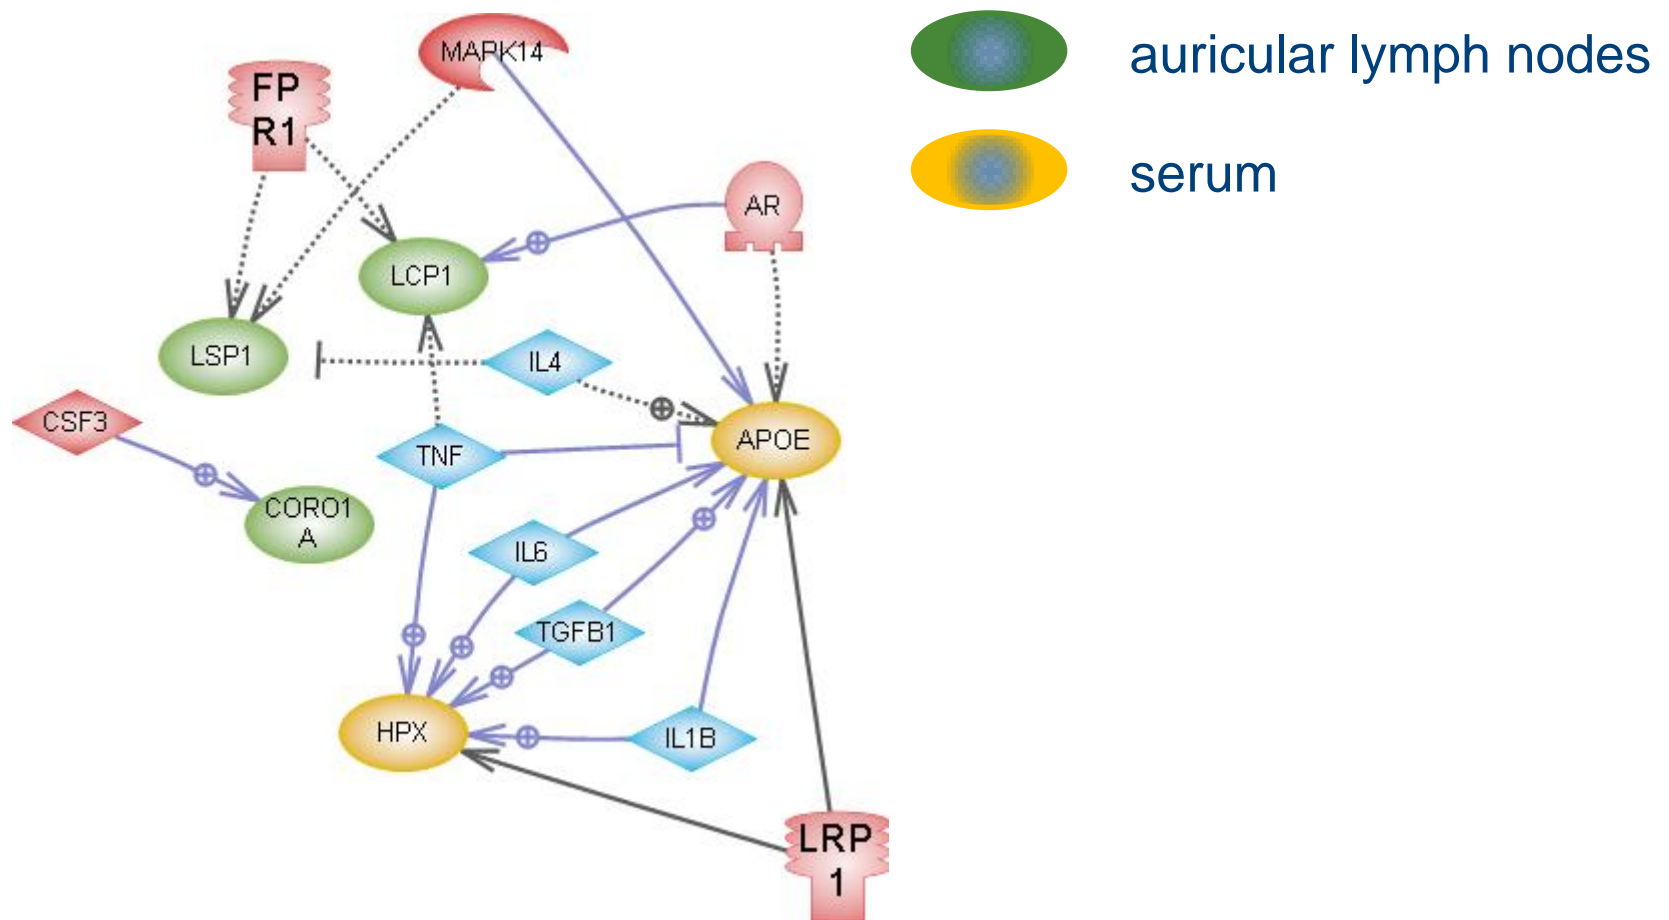 MAPK14
auricular lymph nodes
FP
R1
serum
AR
LCP1
LSP1
IL4
CSF3
TNF
APOE
CORO1
A
IL6
TGFB1
HPX
IL1B
LRP
1